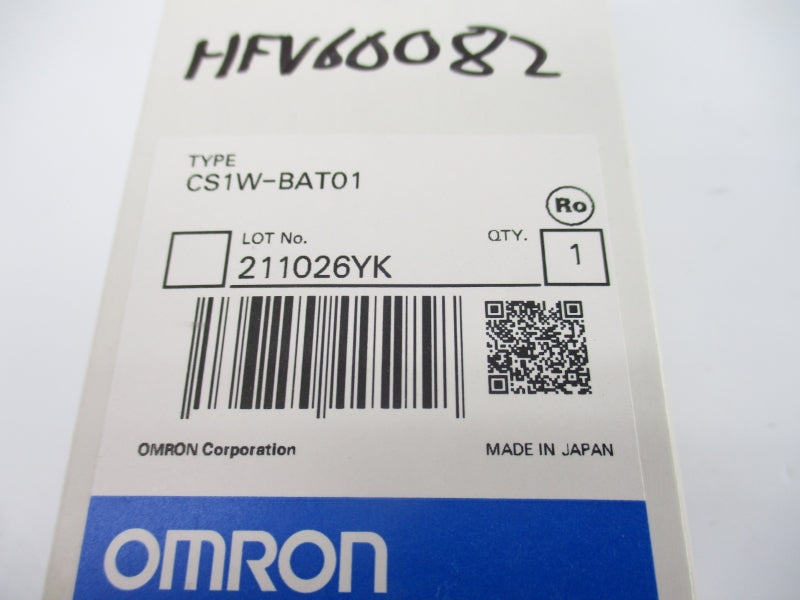 HFV60082
TYPE
CS1W-BAT01
Ro
LOT No.
QTY.
211026YK
1
OMRON Corporation
MADE IN JAPAN
OMRON